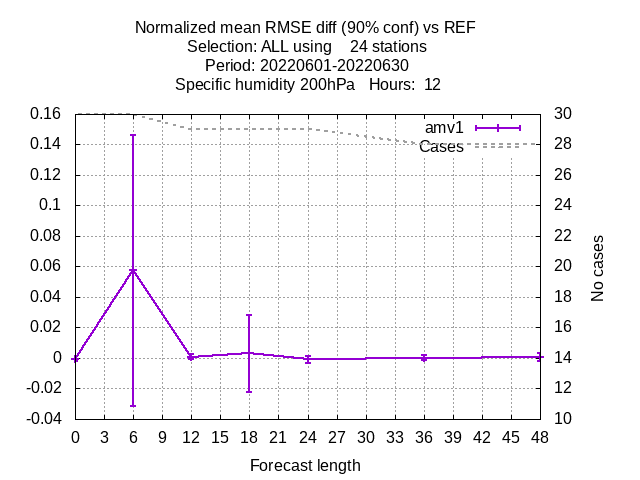 Normalized mean RMSE diff (90% conf) vs REF
Selection: ALL using    24 stations
Period: 20220601-20220630
Specific humidity 200hPa   Hours:  12
0.16
0.14
0.12
0.1
0.08
0.06
0.04
0.02
0
-0.02
-0.04
30
28
26
24
22
20
18
16
14
12
10
amv1
Cases
No cases
0 3 6 9 12 15 18 21 24 27 30 33 36 39 42 45 48
Forecast length